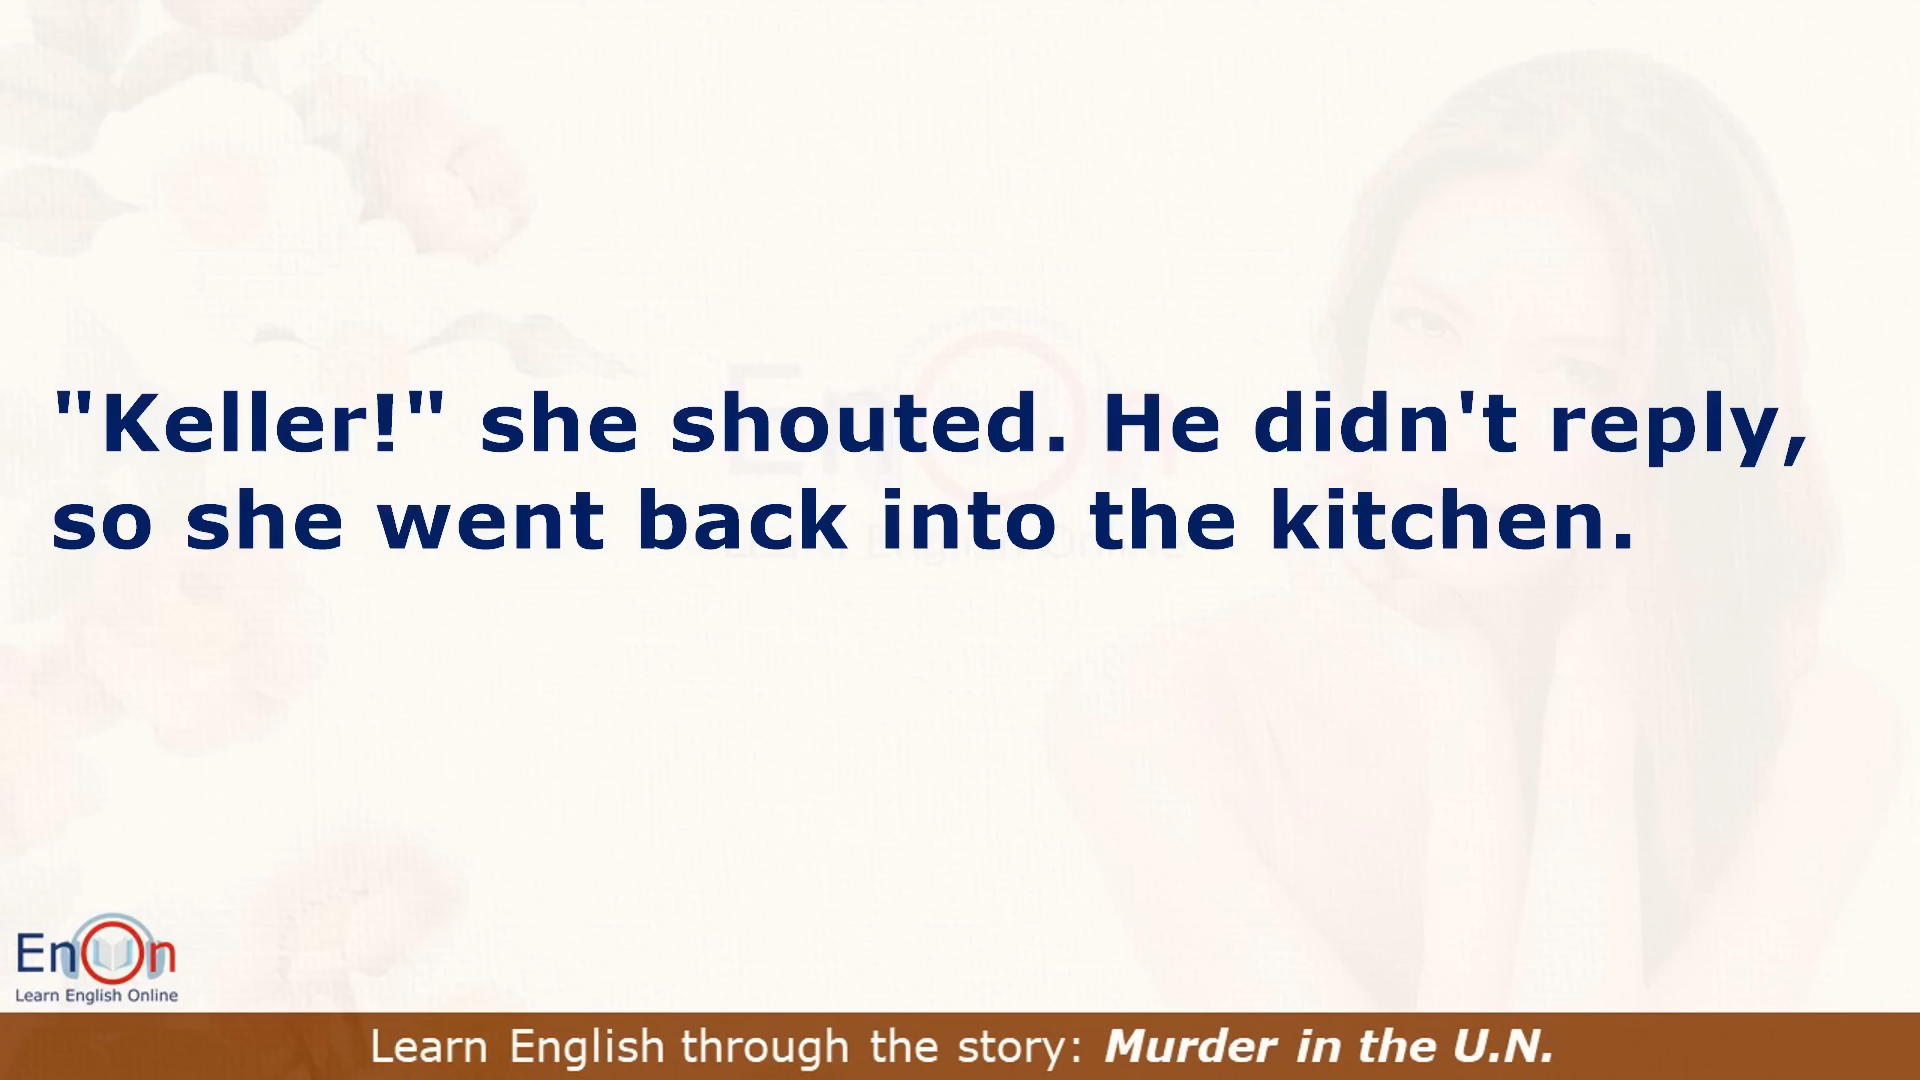 "Keller!" she shouted. He didn't reply,
so she went back into the kitchen.
EnOn
Learn English Online
Learn English through the story: Murder in the U.N.